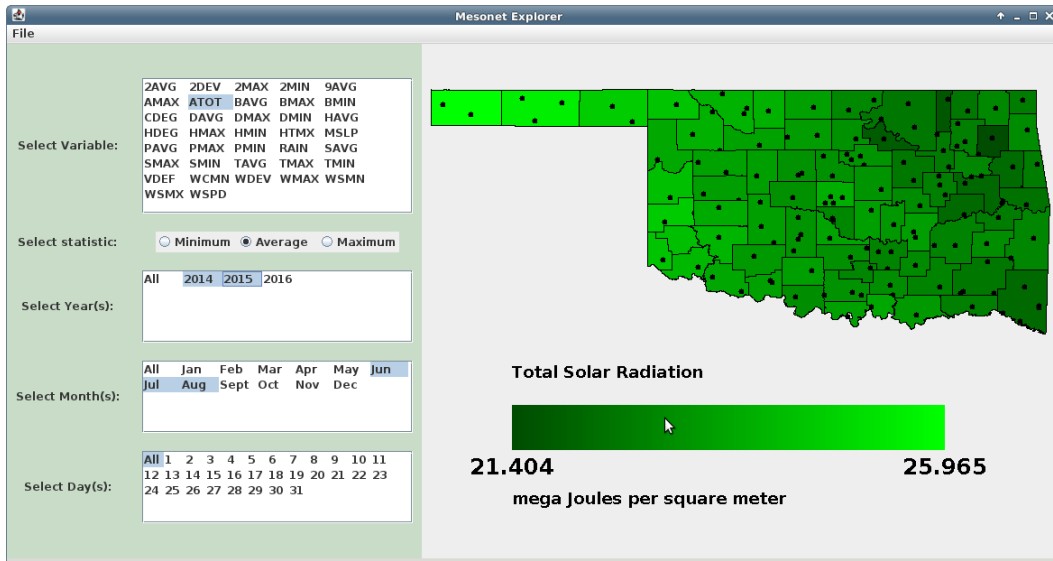 Mesonet Explorer
File
Select Variable:
2AVG 2DEV 2MAX 2MIN 9AVG
AMAX ATOT BAVG BMAX BMIN
CDEG DAVG DMAX DMIN HAVG
HDEG HMAX HMIN HTMX MSLP
PAVG PMAX PMIN RAIN SAVG
SMAX SMIN TAVG TMAX TMIN
VDEF WCMN WDEV WMAX WSMN
WSMX WSPD
Select statistic:
Minimum Average Maximum
Select Year(s):
All 2014 2015 2016
Select Month(s):
All Jan Feb Mar Apr May Jun
Jul Aug Sept Oct Nov Dec
Select Day(s):
All 1 2 3 4 5 6 7 8 9 10 11
12 13 14 15 16 17 18 19 20 21 22 23
24 25 26 27 28 29 30 31
Total Solar Radiation
21.404 25.965
mega Joules per square meter